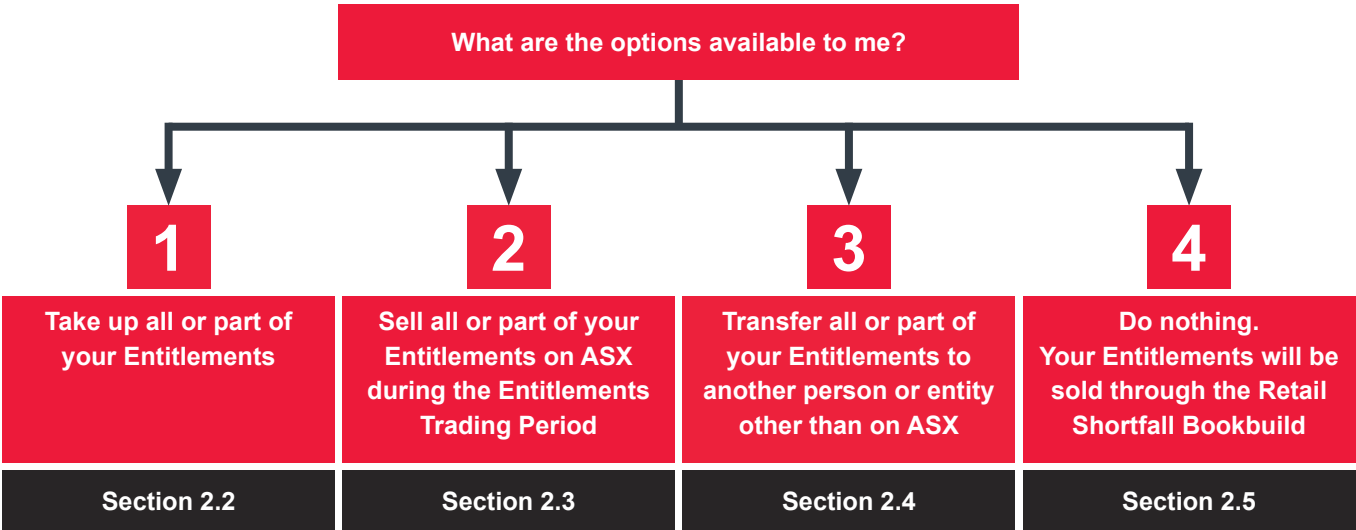 What are the options available to me?
1
Take up all or part of
your Entitlements
Section 2.2
2
Sell all or part of your
Entitlements on ASX
during the Entitlements
Trading Period
Section 2.3
3
Transfer all or part of
your Entitlements to
another person or entity
other than on ASX
Section 2.4
4
Do nothing.
Your Entitlements will be
sold through the Retail
Shortfall Bookbuild
Section 2.5